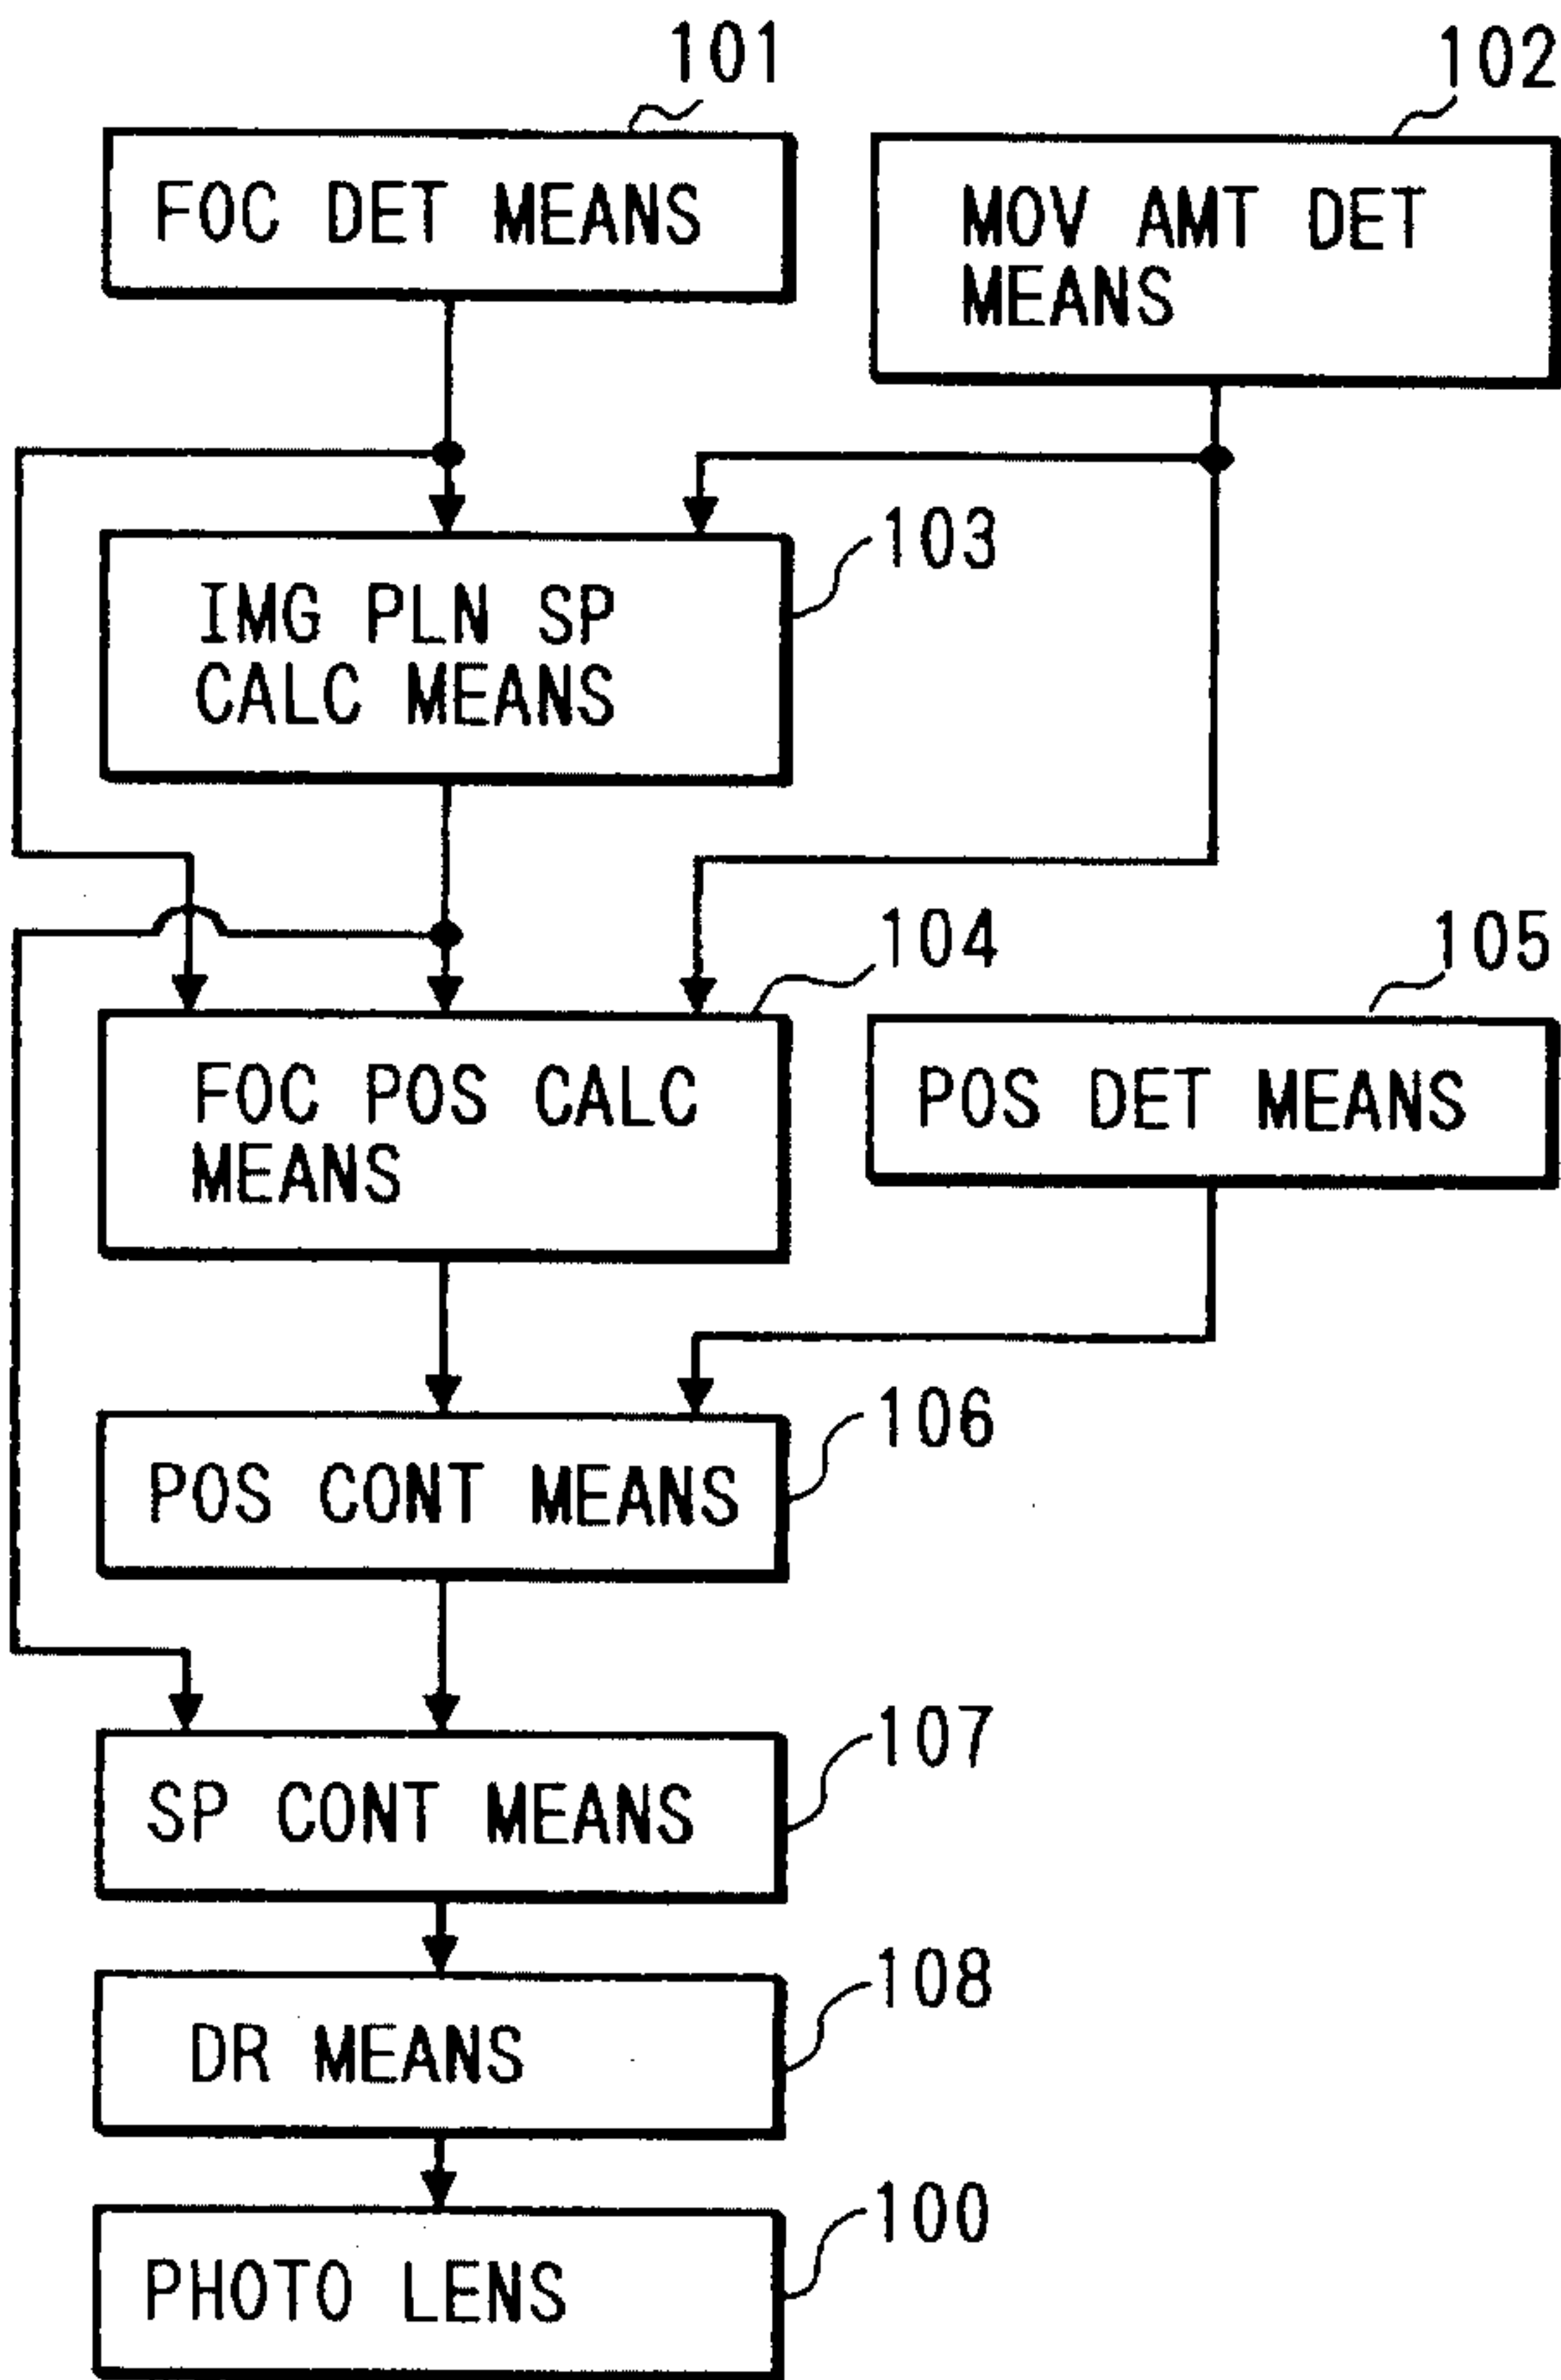 101
102
FOC DET MEANS
MOV AMT DET
MEANS
103
IMG PLN SP
CALC MEANS
104
105
FOC POS CALC
MEANS
POS DET MEANS
106
POS CONT MEANS
107
SP CONT MEANS
108
DR MEANS
100
PHOTO LENS